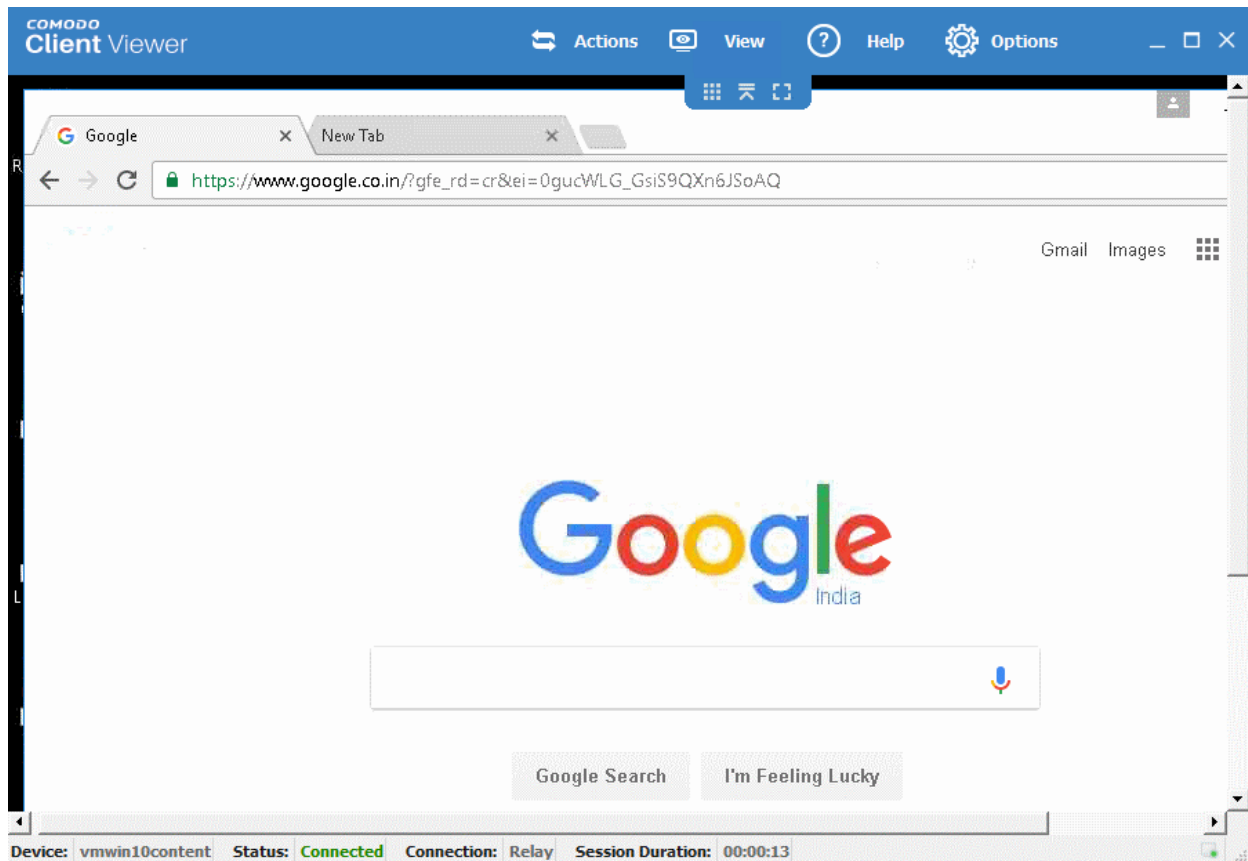 COMODO
Client Viewer
Actions View Help Options
Google New Tab
R
https://www.google.co.in/?gfe_rd=cr&ei=0gucWLG_GsiS9QXn6JSoAQ
Gmail Images
L
Google
India
Google Search I'm Feeling Lucky
Device: vmwin10content Status: Connected Connection: Relay Session Duration: 00:00:13